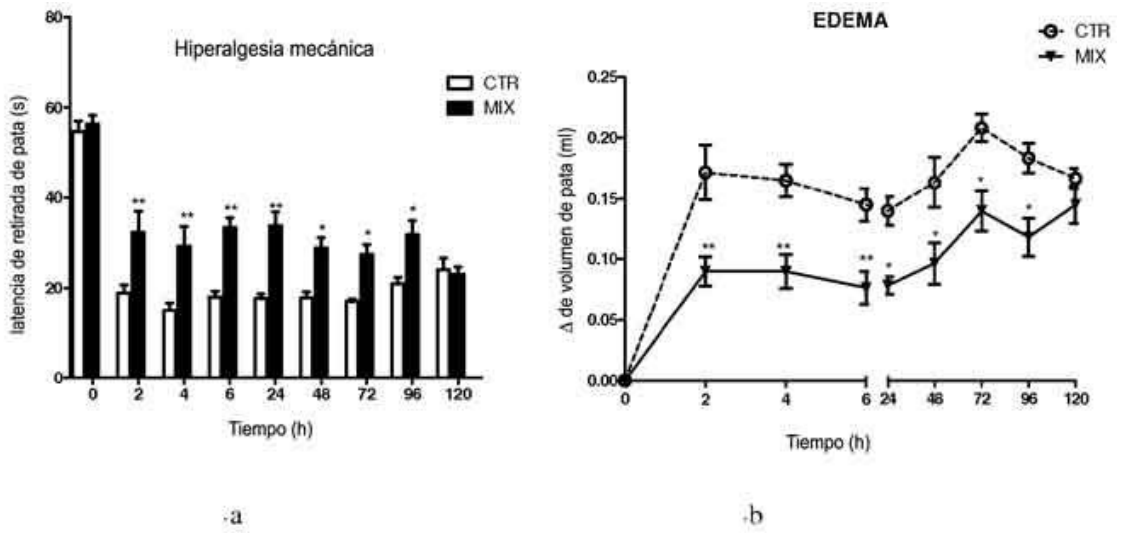 Hiperalgesia mecánica
CTR
MIX
latencia de retirada de pata (s)
80
60
40
20
0
** ** ** ** * * *
0 2 4 6 24 48 72 96 120
Tiempo (h)
.a
EDEMA
CTR
MIX
Δ de volumen de pata (ml)
0.25
0.20
0.15
0.10
0.05
0.00
** ** ** * * * *
0 2 4 6 24 48 72 96 120
Tiempo (h)
.b